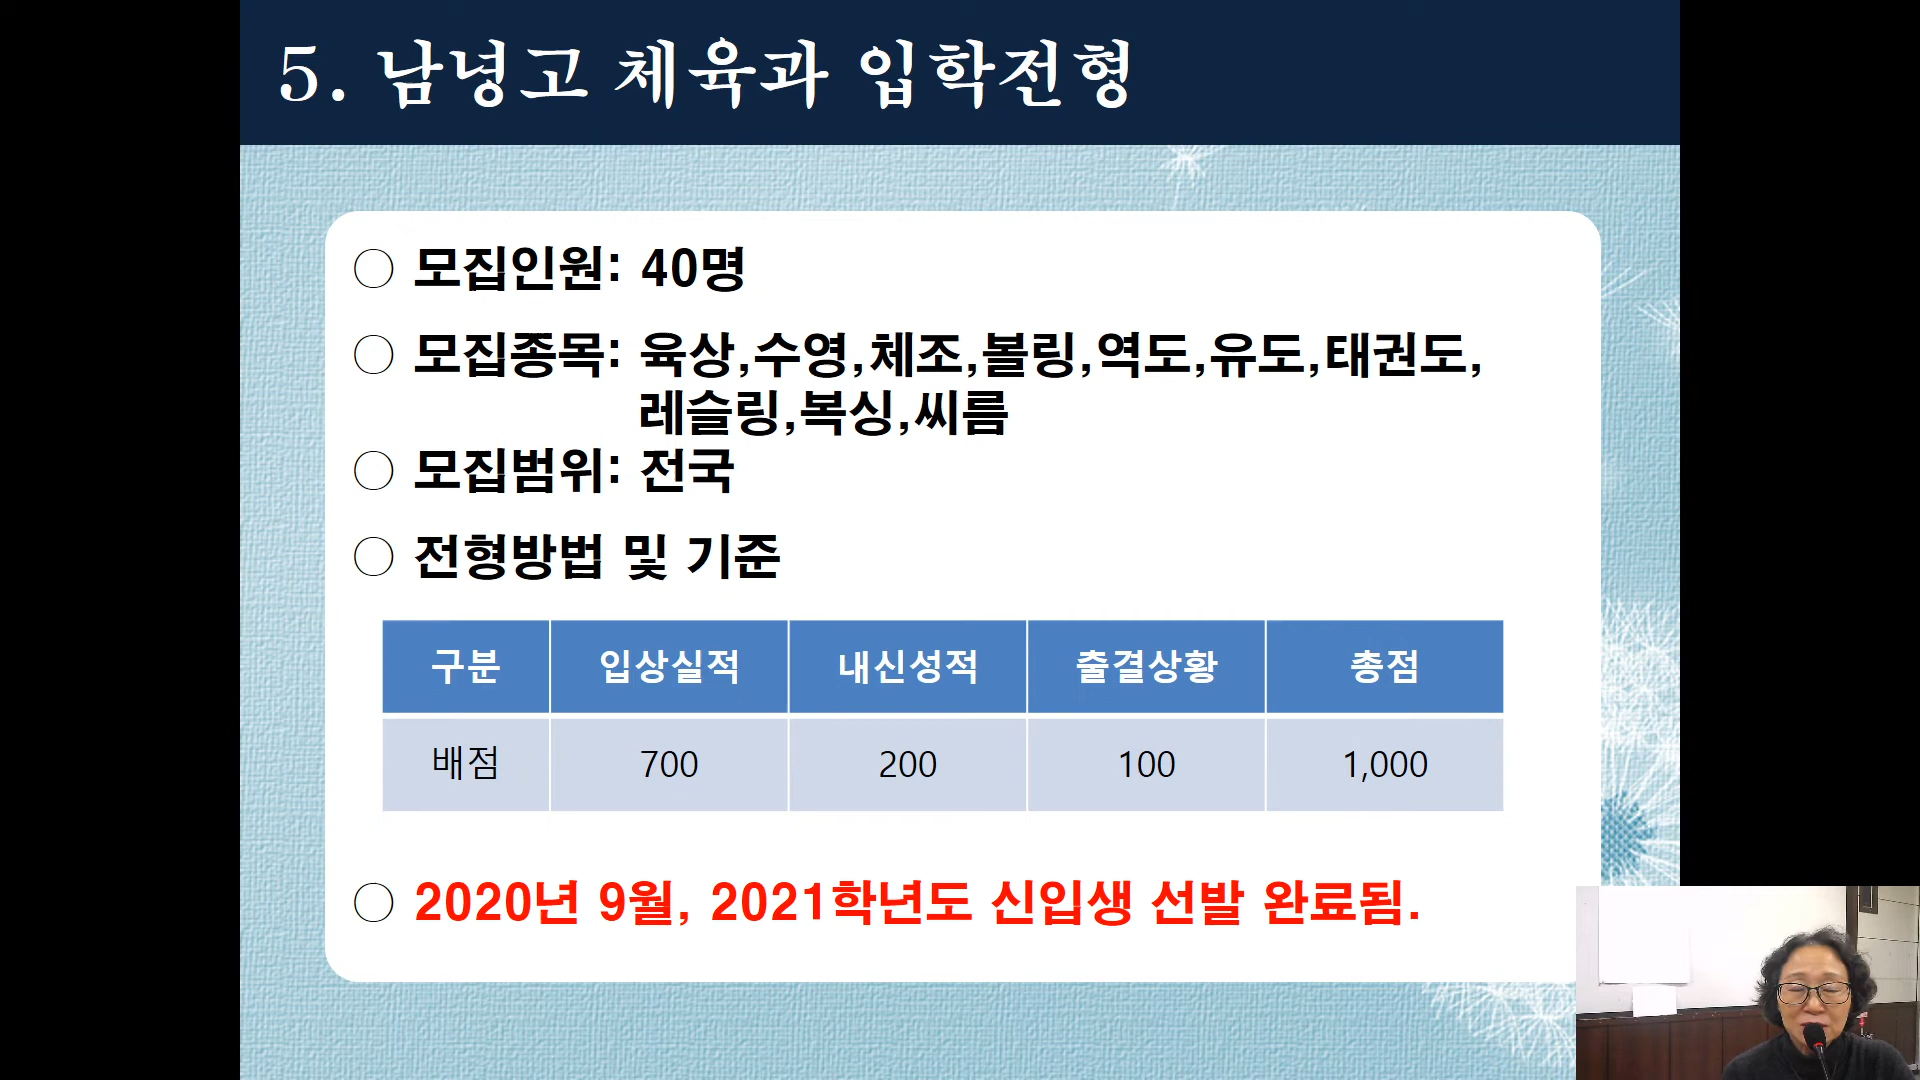 5. 남녕고 체육과 입학전형
○ 모집인원: 40명
○ 모집종목: 육상,수영,체조,볼링,역도,유도,태권도,
레슬링,복싱,씨름
○ 모집범위: 전국
○ 전형방법 및 기준
구분 입상실적 내신성적 출결상황 총점
배점 700 200 100 1,000
○ 2020년 9월, 2021학년도 신입생 선발 완료됨.